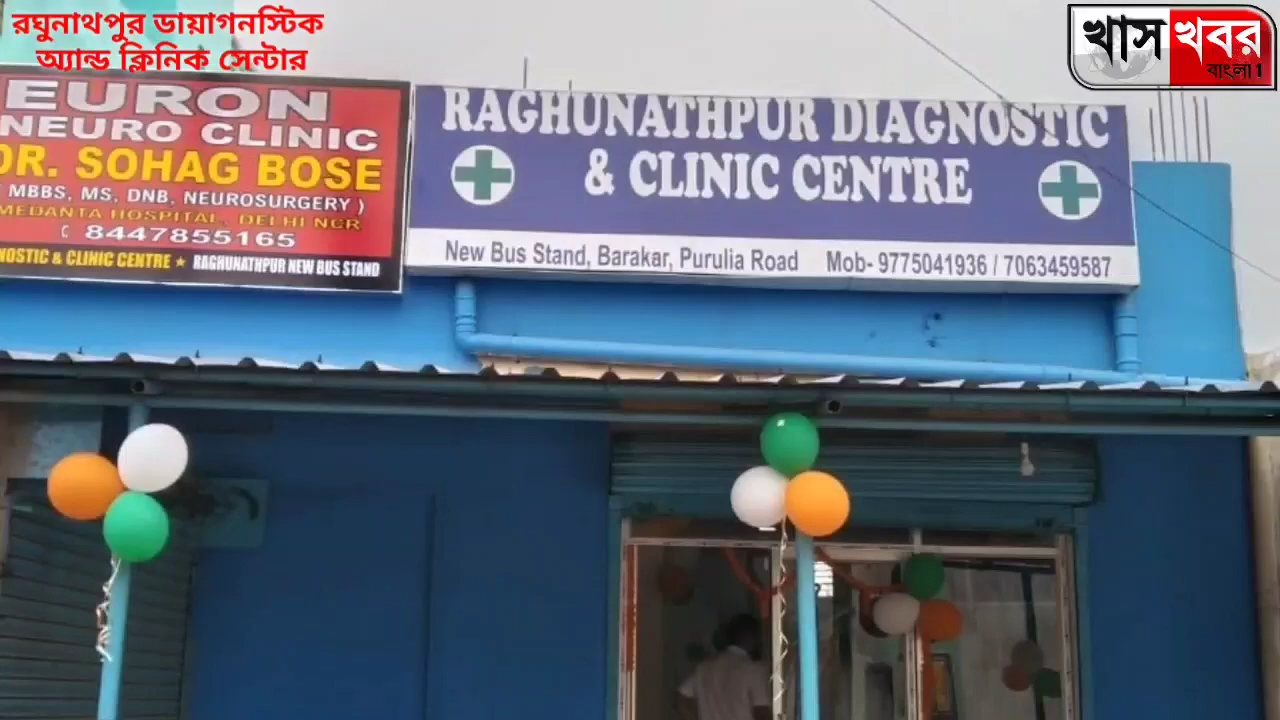 রঘুনাথপুর ডায়াগনস্টিক
অ্যান্ড ক্লিনিক সেন্টার
খাস খবর
বাংলা 1
EURON
NEURO CLINIC
DR. SOHAG BOSE
MBBS, MS, DNB, NEUROSURGERY )
MEDANTA HOSPITAL, DELHI NCR
8447855165
NOSTIC & CLINIC CENTRE ★ RAGHUNATHPUR NEW BUS STAND
RAGHUNATHPUR DIAGNOSTIC
& CLINIC CENTRE
New Bus Stand, Barakar, Purulia Road Mob- 9775041936 / 7063459587